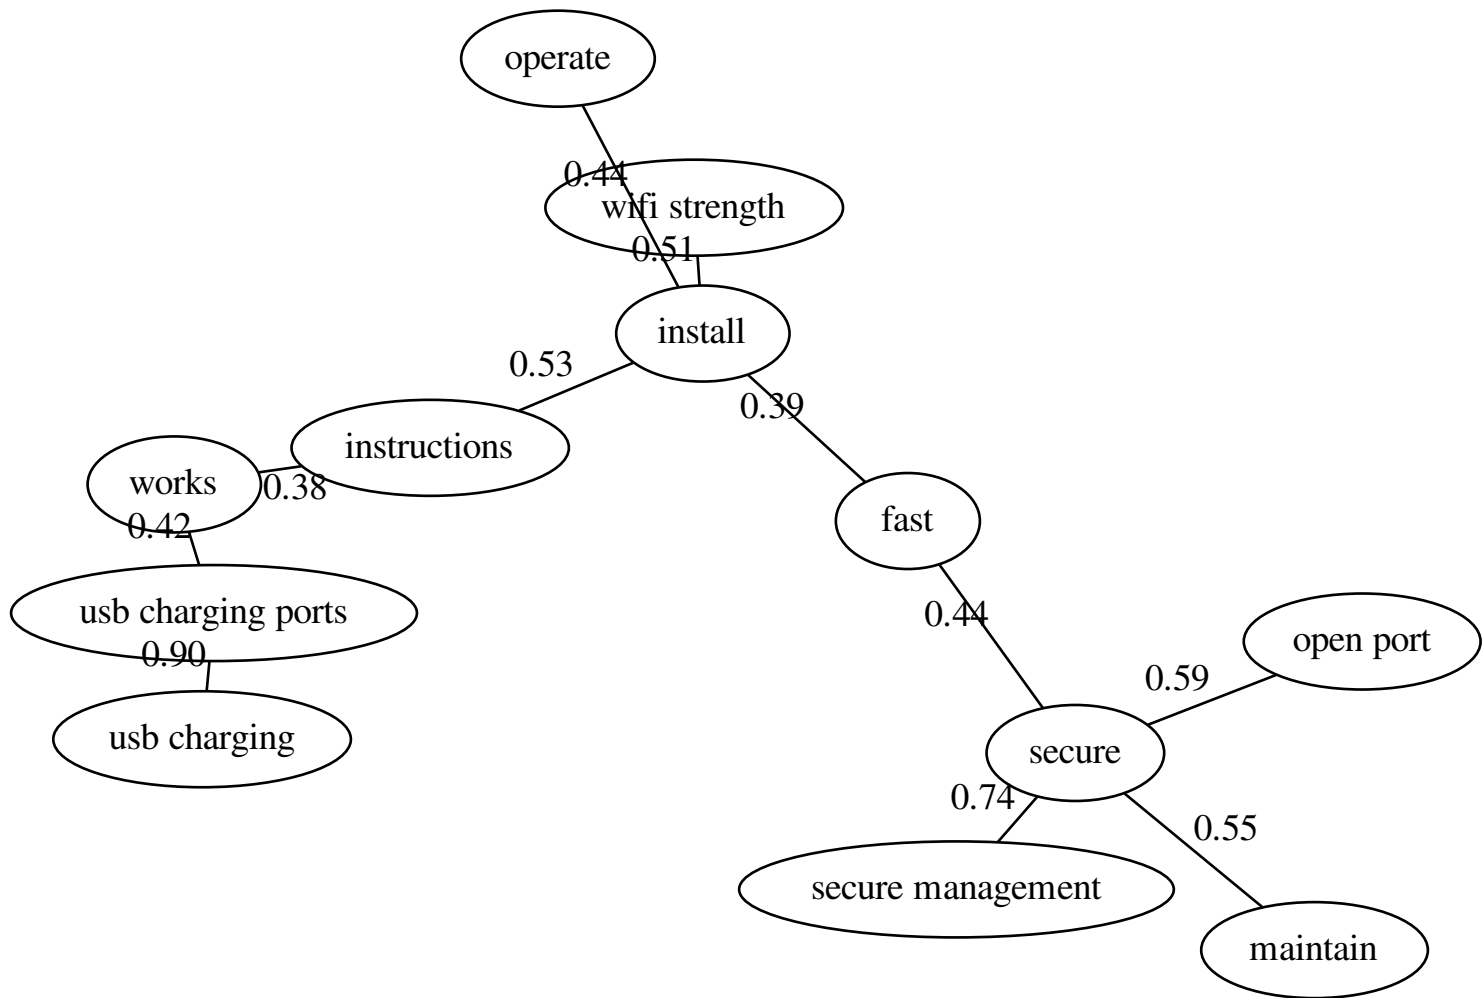 operate
0.44
wifi strength
0.51
install
0.53
0.39
instructions
works
0.38
fast
0.42
usb charging ports
0.44
open port
0.90
0.59
usb charging
secure
0.74
0.55
secure management
maintain